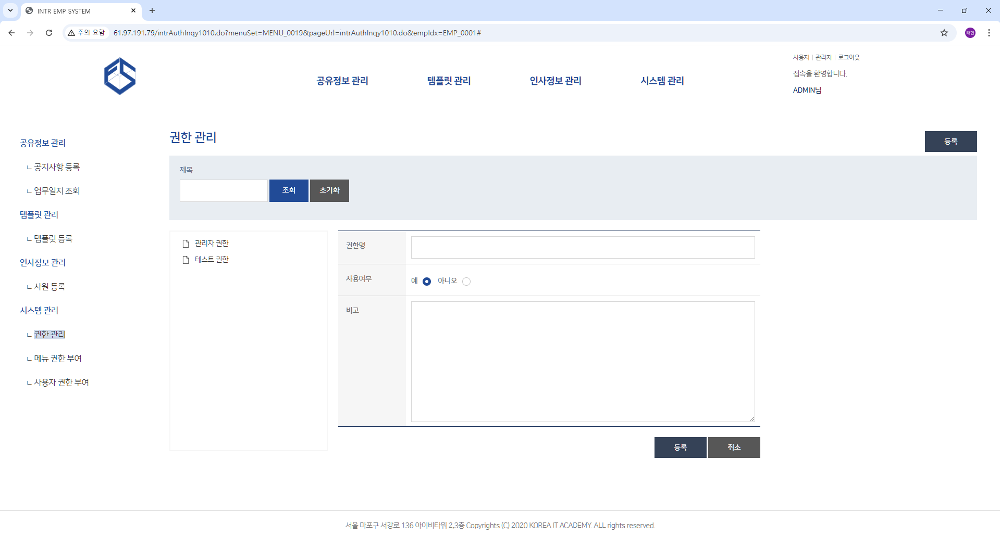 INTR EMP SYSTEM
주의 요함
61.97.191.79/intrAuthInqy1010.do?menuSet=MENU_0019&pageUrl=intrAuthInqy1010.do&empIdx=EMP_0001#
태현
사용자 | 관리자 | 로그아웃
접속을 환영합니다.
ADMIN님
공유정보 관리
템플릿 관리
인사정보 관리
시스템 관리
공유정보 관리
ㄴ 공지사항 등록
ㄴ 업무일지 조회
템플릿 관리
ㄴ 템플릿 등록
인사정보 관리
ㄴ 사원 등록
시스템 관리
ㄴ 권한 관리
ㄴ 메뉴 권한 부여
ㄴ 사용자 권한 부여
권한 관리
등록
제목
조회
초기화
관리자 권한
테스트 권한
권한명
사용여부
예
아니오
비고
등록
취소
서울 마포구 서강로 136 아이비타워 2,3층 Copyrights (C) 2020 KOREA IT ACADEMY. ALL rights reserved.